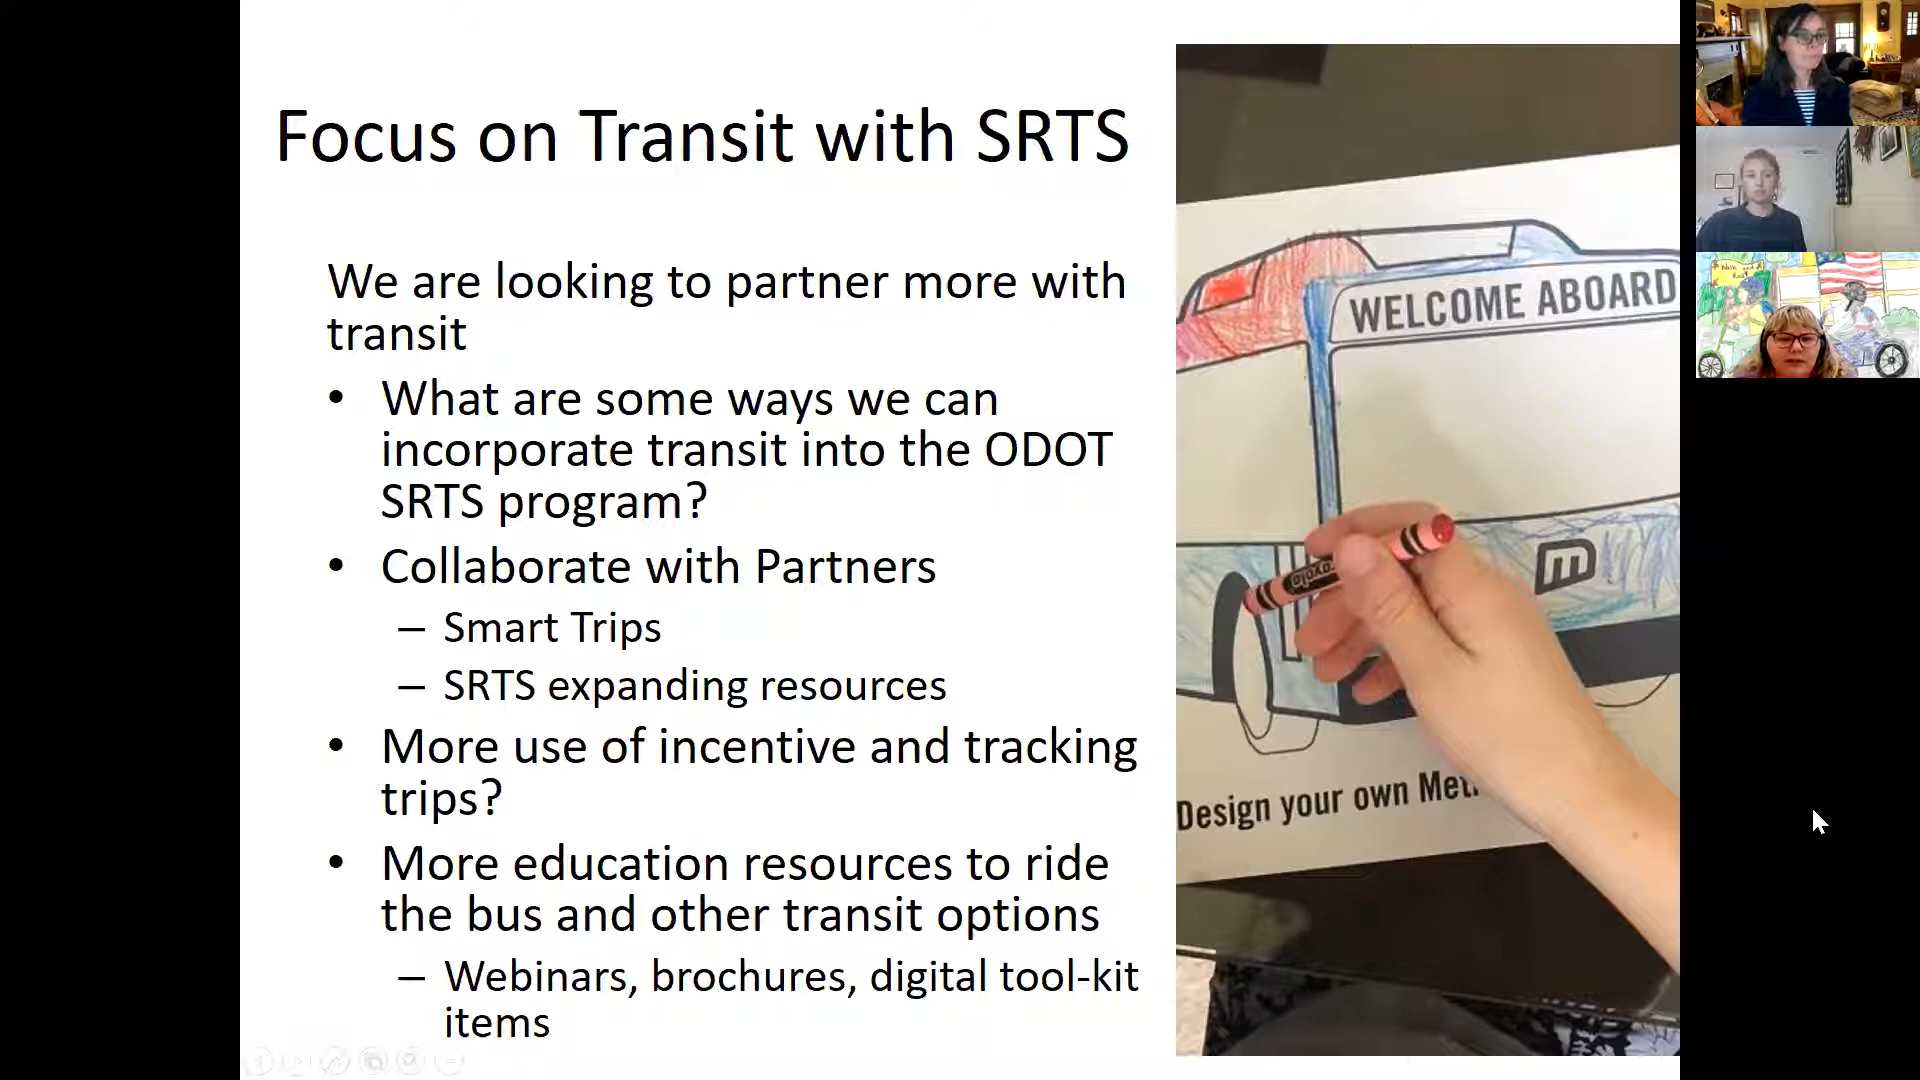 Focus on Transit with SRTS
We are looking to partner more with
transit
• What are some ways we can
incorporate transit into the ODOT
SRTS program?
• Collaborate with Partners
– Smart Trips
– SRTS expanding resources
• More use of incentive and tracking
trips?
• More education resources to ride
the bus and other transit options
– Webinars, brochures, digital tool-kit
items
WELCOME ABOARD
m
Design your own Met
Walk and